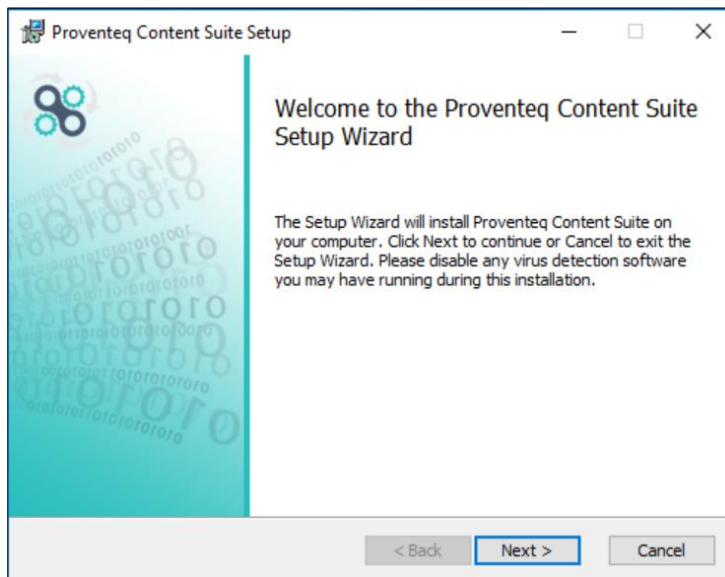 Proventeq Content Suite Setup
Welcome to the Proventeq Content Suite
Setup Wizard
The Setup Wizard will install Proventeq Content Suite on
your computer. Click Next to continue or Cancel to exit the
Setup Wizard. Please disable any virus detection software
you may have running during this installation.
< Back
Next >
Cancel